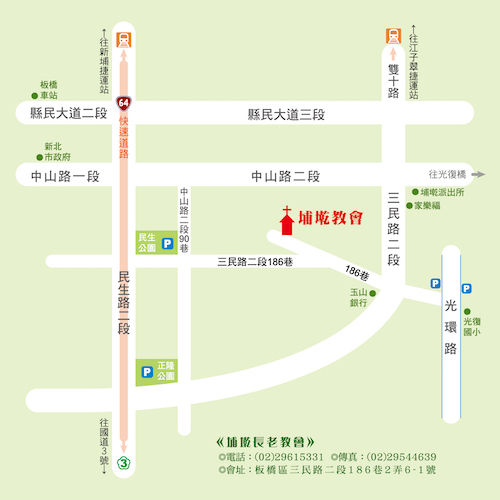 ←往新埔捷運站
←往江子翠捷運站
板橋
車站
雙十路
縣民大道二段
64
快速道路
縣民大道三段
新北
市政府
中山路一段
中山路二段
往光復橋
中山路二段90巷
埔墘派出所
家樂福
埔墘教會
三民路二段
民生
公園
P
三民路二段186巷
186巷
民生路二段
玉山
銀行
P
P
光環路
光復
國小
正隆
公園
P
往國道3號→
3
《埔墘長老教會》
◎電話：(02)29615331 ◎傳真：(02)29544639
◎會址：板橋區三民路二段186巷2弄6-1號